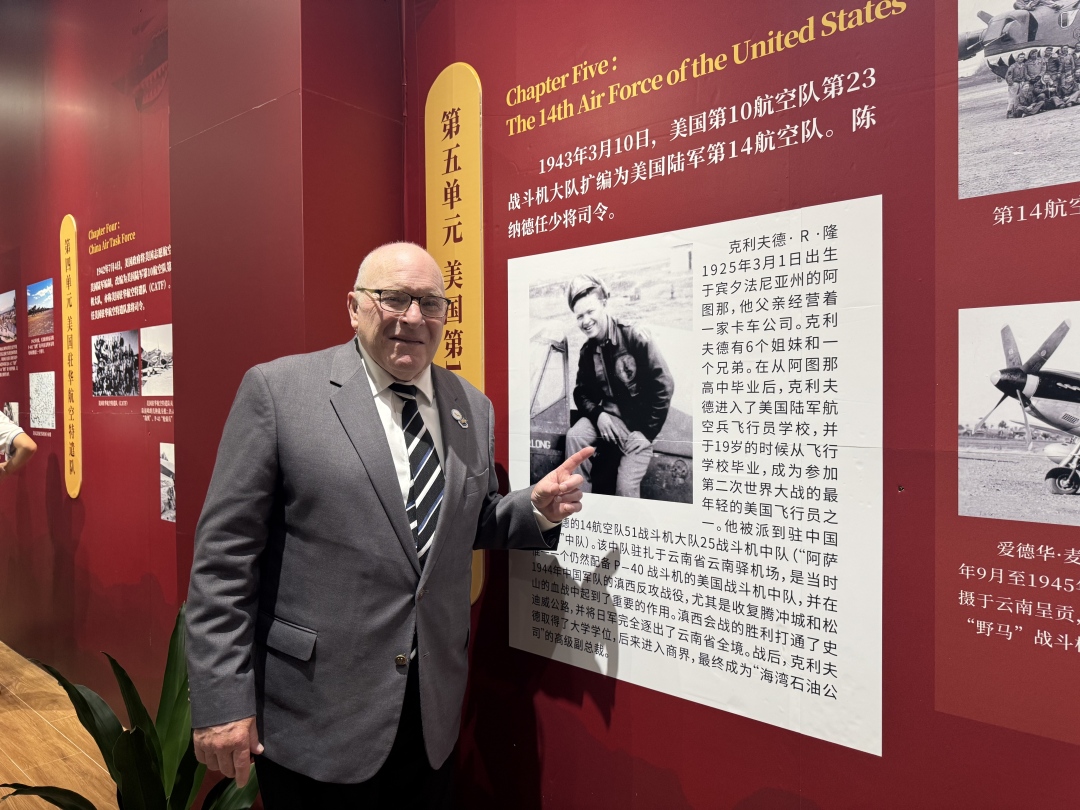 Chapter Four:
China Air Task Force
第四单元 美国驻华航空特遣队
第五单元 美国第
Chapter Five:
The 14th Air Force of the United States
1943年3月10日，美国第10航空队第23
战斗机大队扩编为美国陆军第14航空队。陈
纳德任少将司令。
克利夫德·R·隆
1925年3月1日出生
于宾夕法尼亚州的阿
图那，他父亲经营着
一家卡车公司。克利
夫德有6个姐妹和一
个兄弟。在从阿图那
高中毕业后，克利夫
德进入了美国陆军航
空兵飞行员学校，并
于19岁的时候从飞行
学校毕业，成为参加
第二次世界大战的最
年轻的美国飞行员之
一。他被派到驻中国
德的14航空队51战斗机大队25战斗机中队（“阿萨
”中队）。该中队驻扎于云南省云南驿机场，是当时
一个仍然配备P-40战斗机的美国战斗机中队，并在
1944年中国军队的滇西反攻战役，尤其是收复腾冲城和松
山的血战中起到了重要的作用。滇西会战的胜利打通了史
迪威公路，并将日军完全逐出了云南省全境。战后，克利夫
德取得了大学学位，后来进入商界，最终成为“海湾石油公
司”的高级副总裁。
LONG
第14航空
爱德华·麦
年9月至1945
摄于云南呈贡，
“野马”战斗机